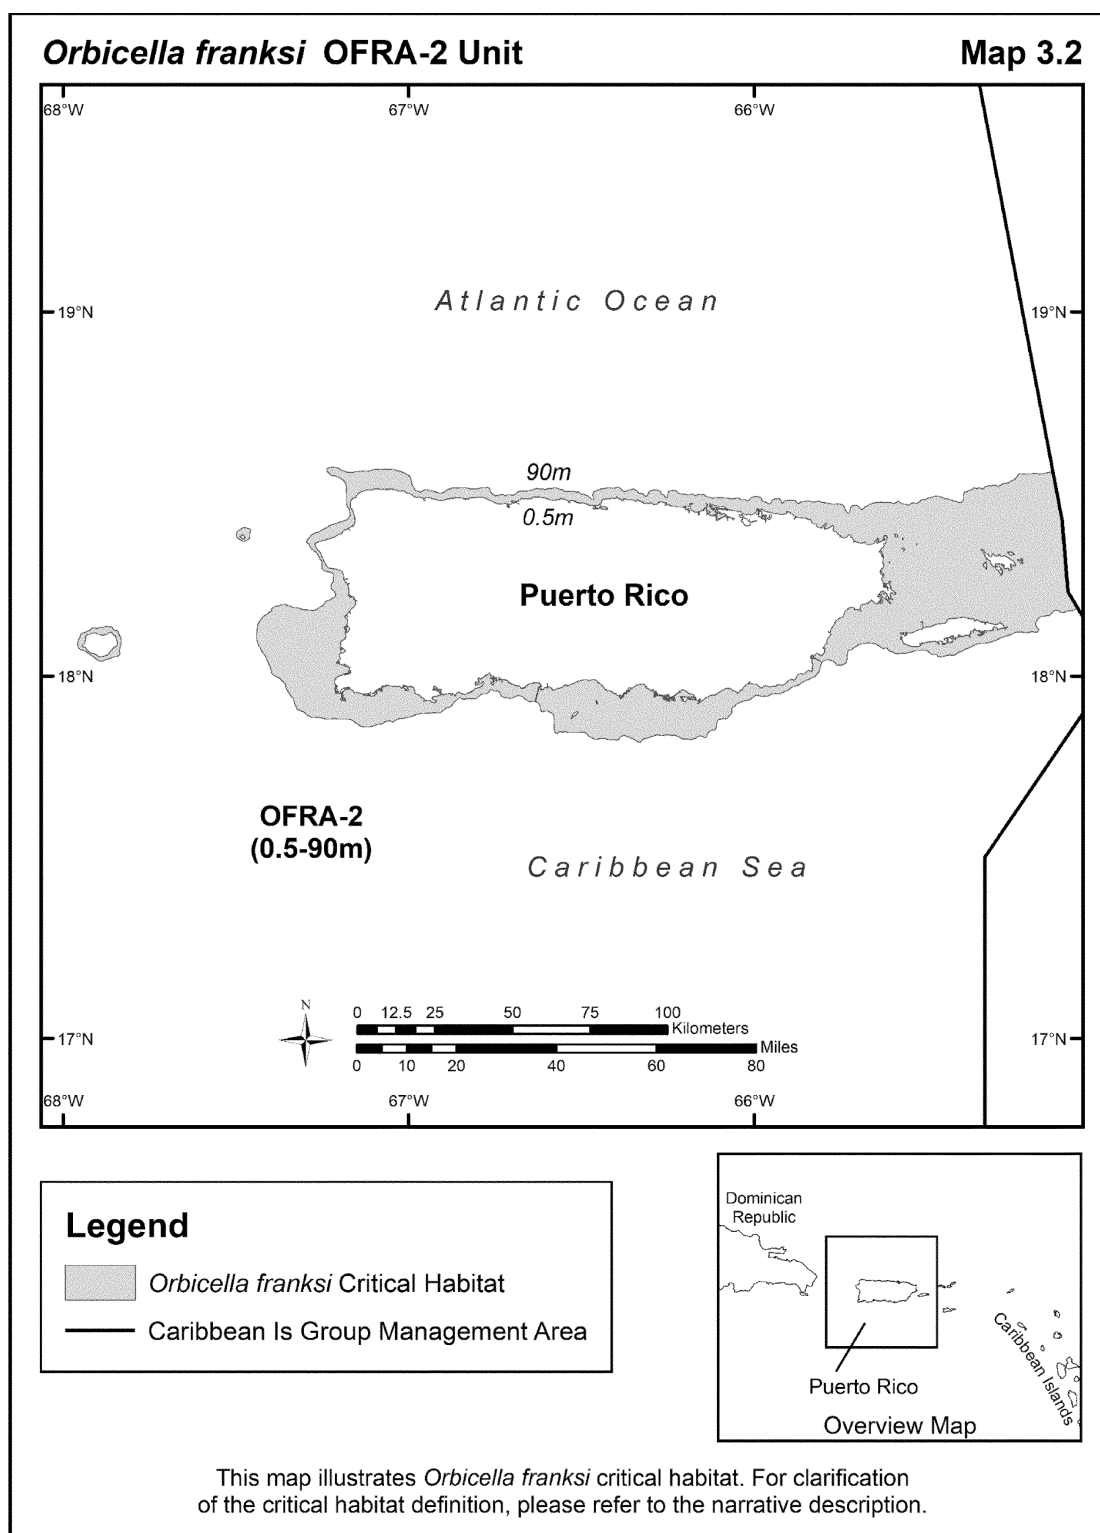 Orbicella franksi OFRA-2 Unit
Map 3.2
68°W
67°W
66°W
Atlantic Ocean
19°N
19°N
90m
0.5m
Puerto Rico
18°N
18°N
OFRA-2
(0.5-90m)
Caribbean Sea
N
0 12.5 25 50 75 100
Kilometers
Miles
0 10 20 40 60 80
17°N
17°N
68°W
67°W
66°W
Legend
Orbicella franksi Critical Habitat
Caribbean Is Group Management Area
Dominican
Republic
Caribbean Islands
Puerto Rico
Overview Map
This map illustrates Orbicella franksi critical habitat. For clarification
of the critical habitat definition, please refer to the narrative description.